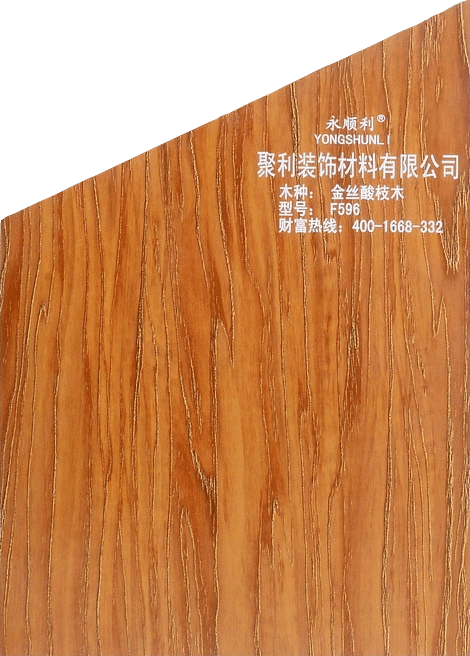 永顺利®
YONGSHUNLI
聚利装饰材料有限公司
木种： 金丝酸枝木
型号： F596
财富热线：400-1668-332